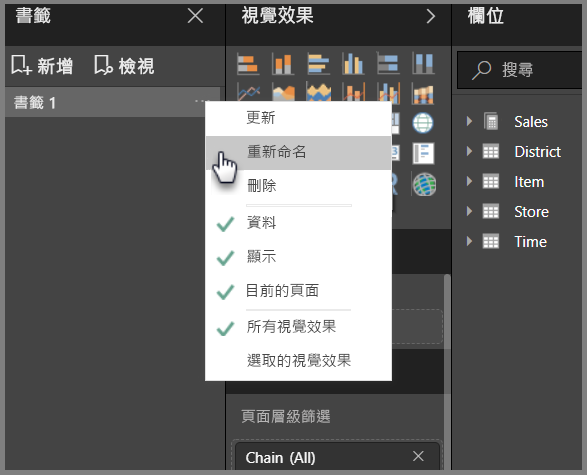 書籤
視覺效果
欄位
新增
檢視
搜尋
書籤 1
更新
重新命名
刪除
資料
顯示
目前的頁面
所有視覺效果
選取的視覺效果
Sales
District
Item
Store
Time
頁面層級篩選
Chain (All)